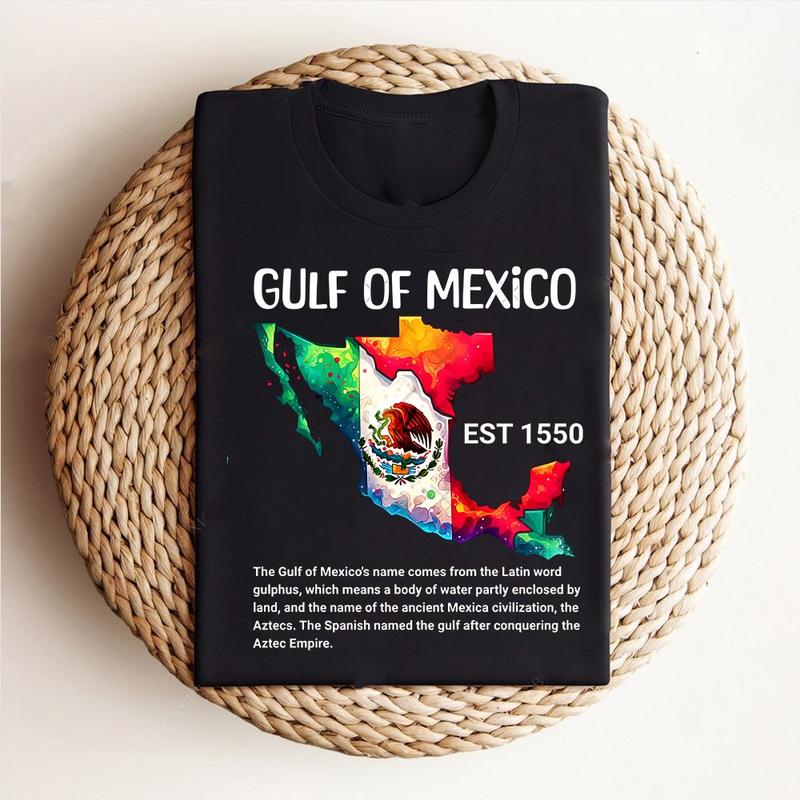 GULF OF MEXiCO
EST 1550
The Gulf of Mexico's name comes from the Latin word
gulphus, which means a body of water partly enclosed by
land, and the name of the ancient Mexica civilization, the
Aztecs. The Spanish named the gulf after conquering the
Aztec Empire.